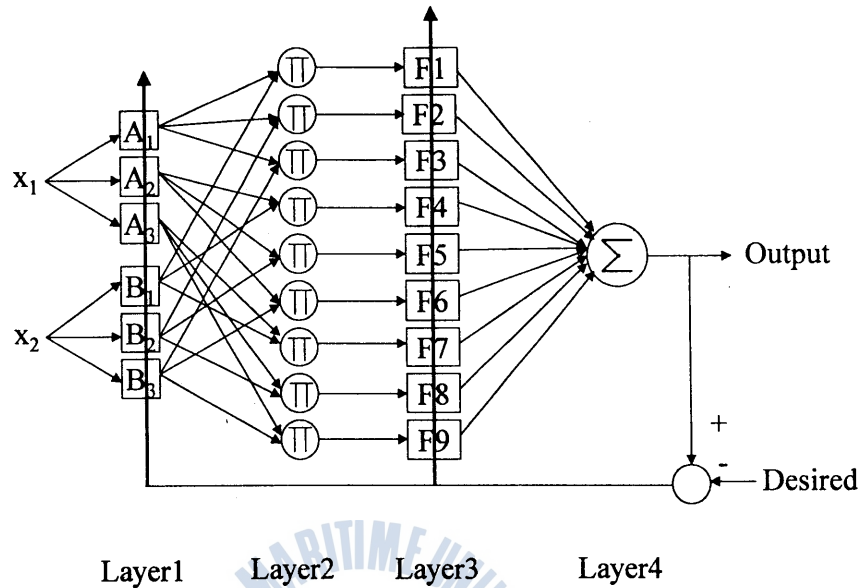 x₁
x₂
A₁
A₂
A₃
B₁
B₂
B₃
∏
∏
∏
∏
∏
∏
∏
∏
∏
F1
F2
F3
F4
F5
F6
F7
F8
F9
Σ
Output
+
-
Desired
Layer1 Layer2 Layer3 Layer4
MARITIME